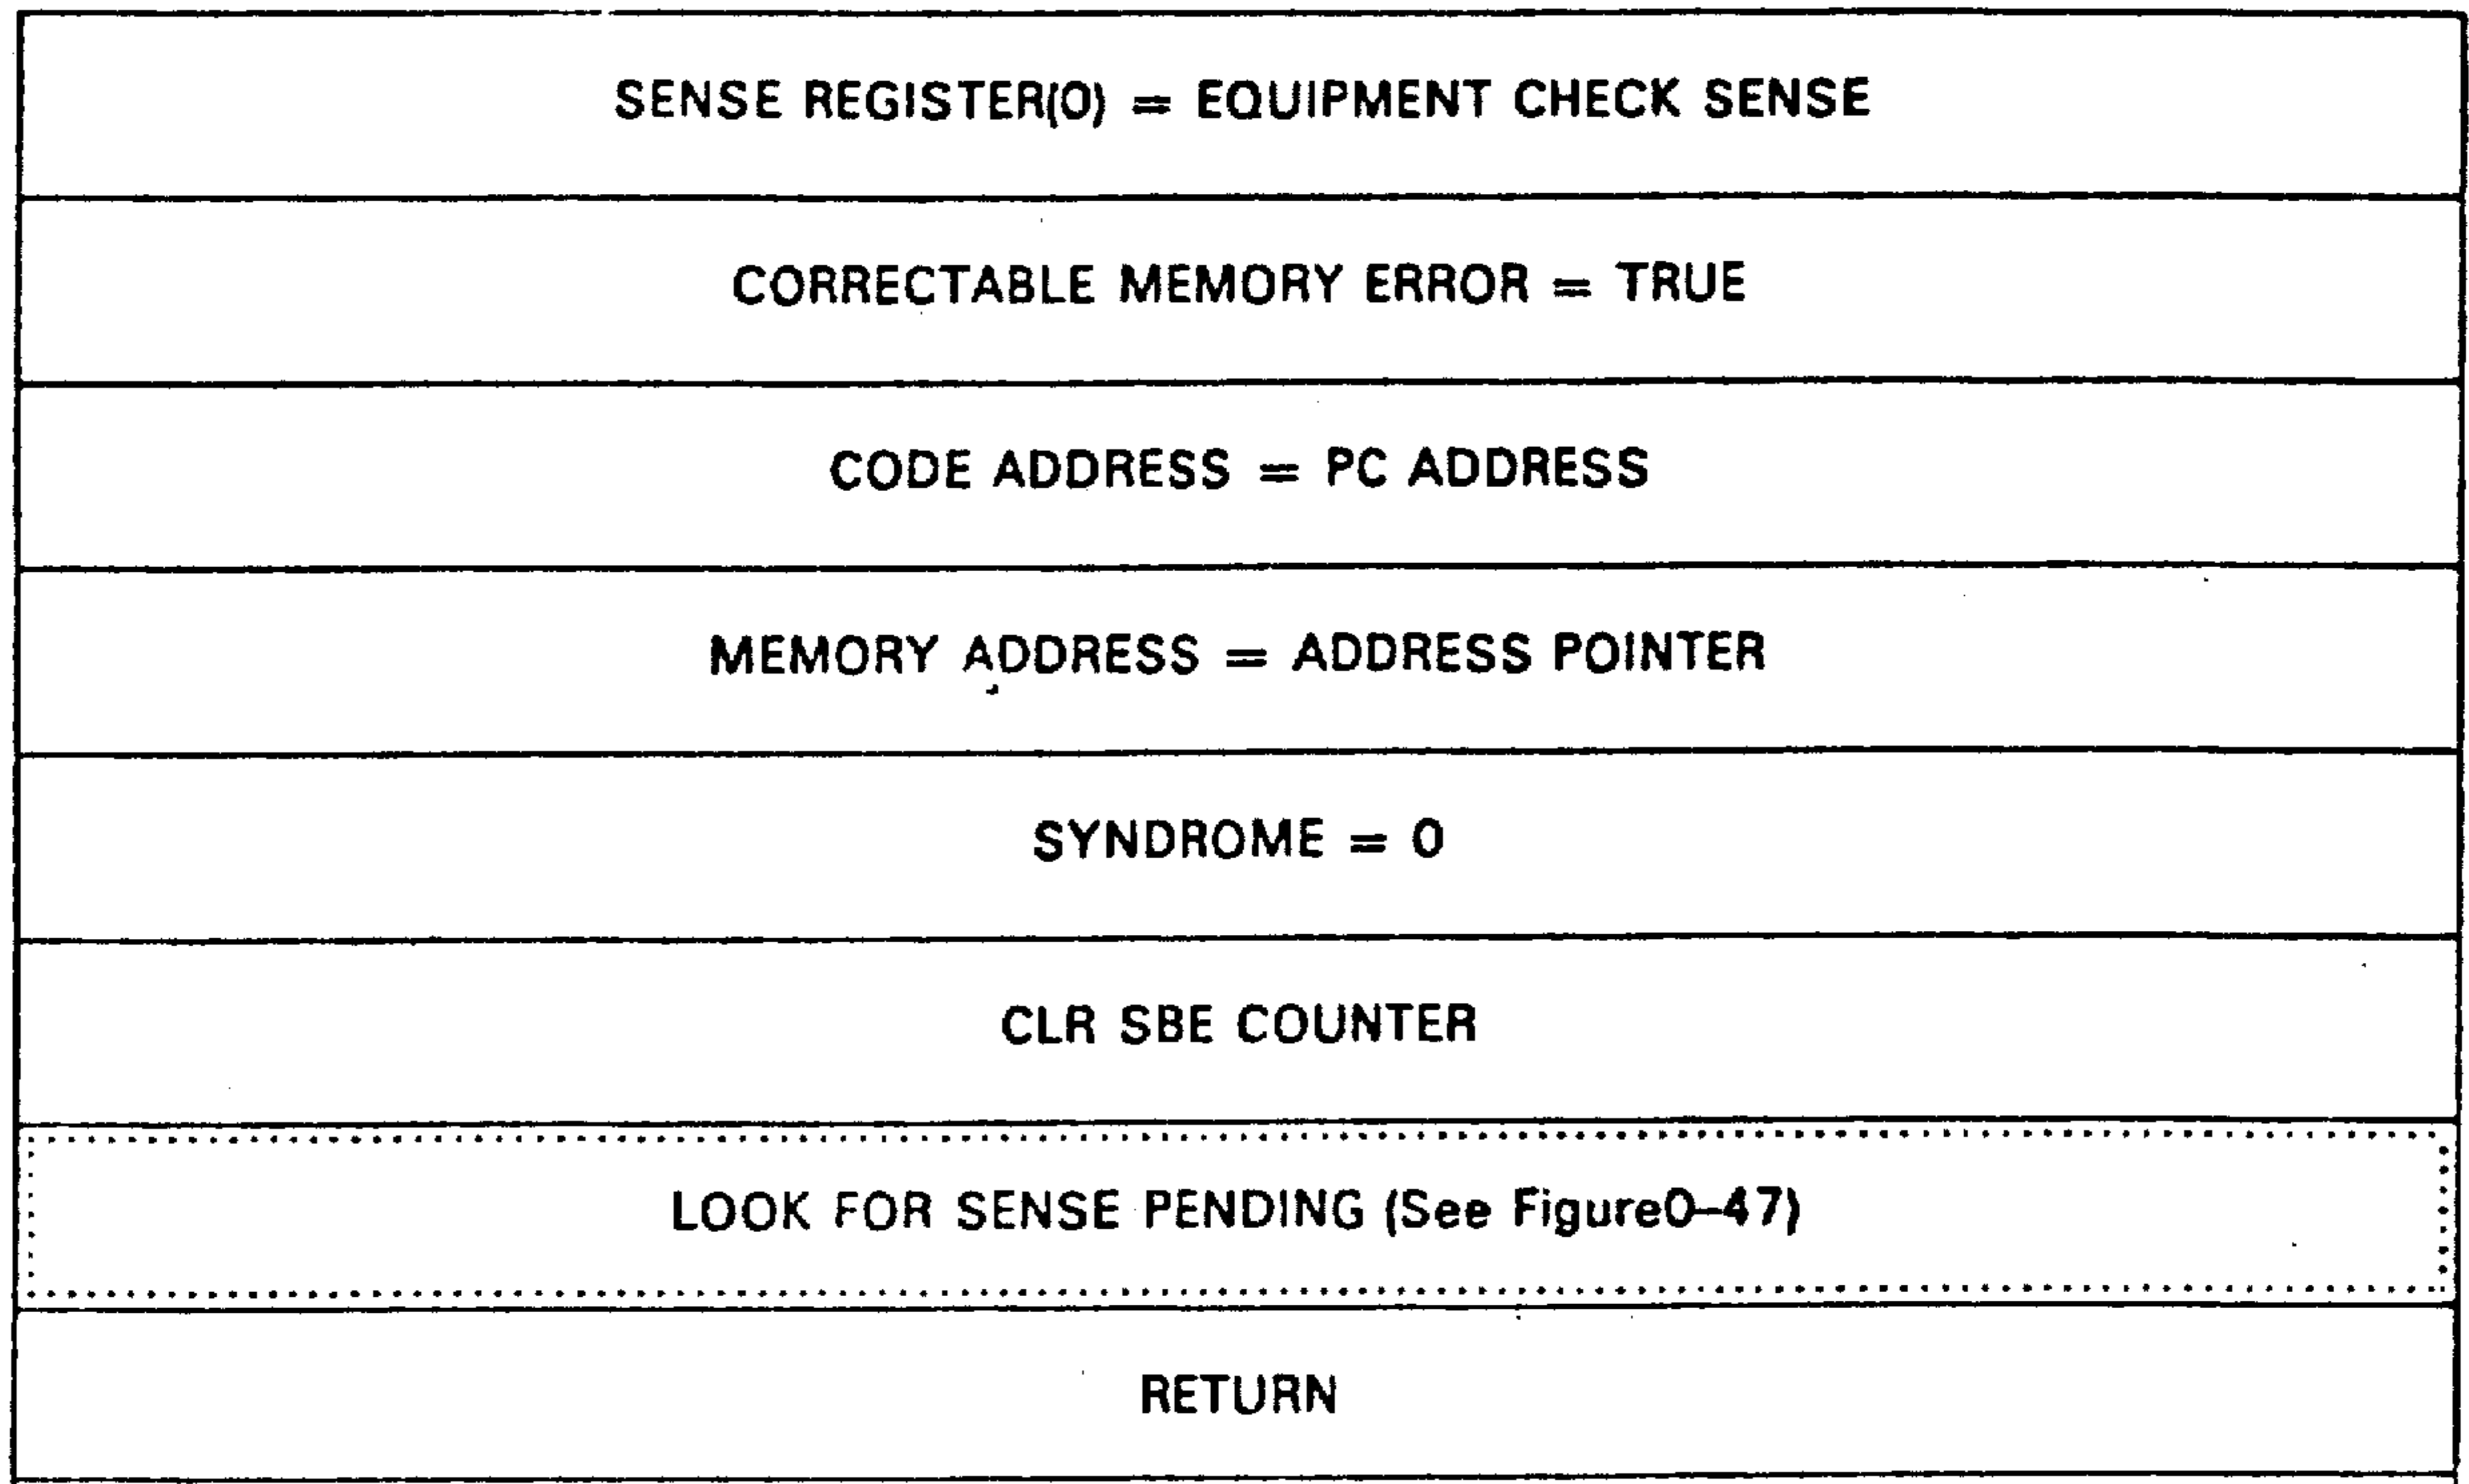 SENSE REGISTER(0) = EQUIPMENT CHECK SENSE
CORRECTABLE MEMORY ERROR = TRUE
CODE ADDRESS = PC ADDRESS
MEMORY ADDRESS = ADDRESS POINTER
SYNDROME = 0
CLR SBE COUNTER
LOOK FOR SENSE PENDING (See Figure0–47)
RETURN